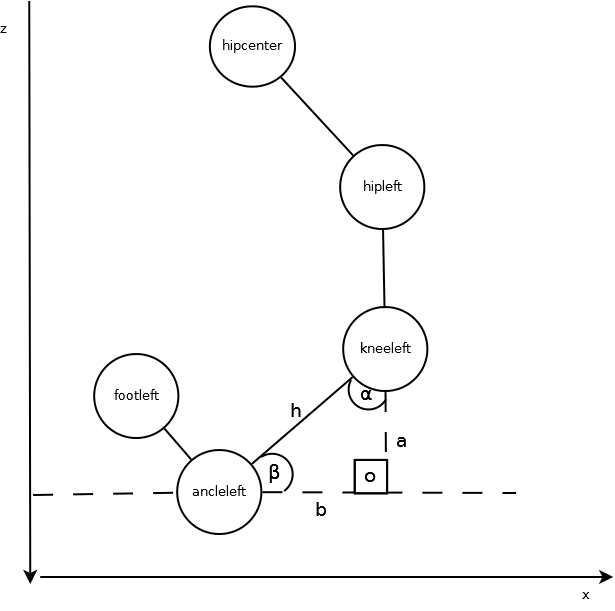 z
hipcenter
hipleft
kneeleft
footleft
α
h
a
β
o
ancleleft
b
x